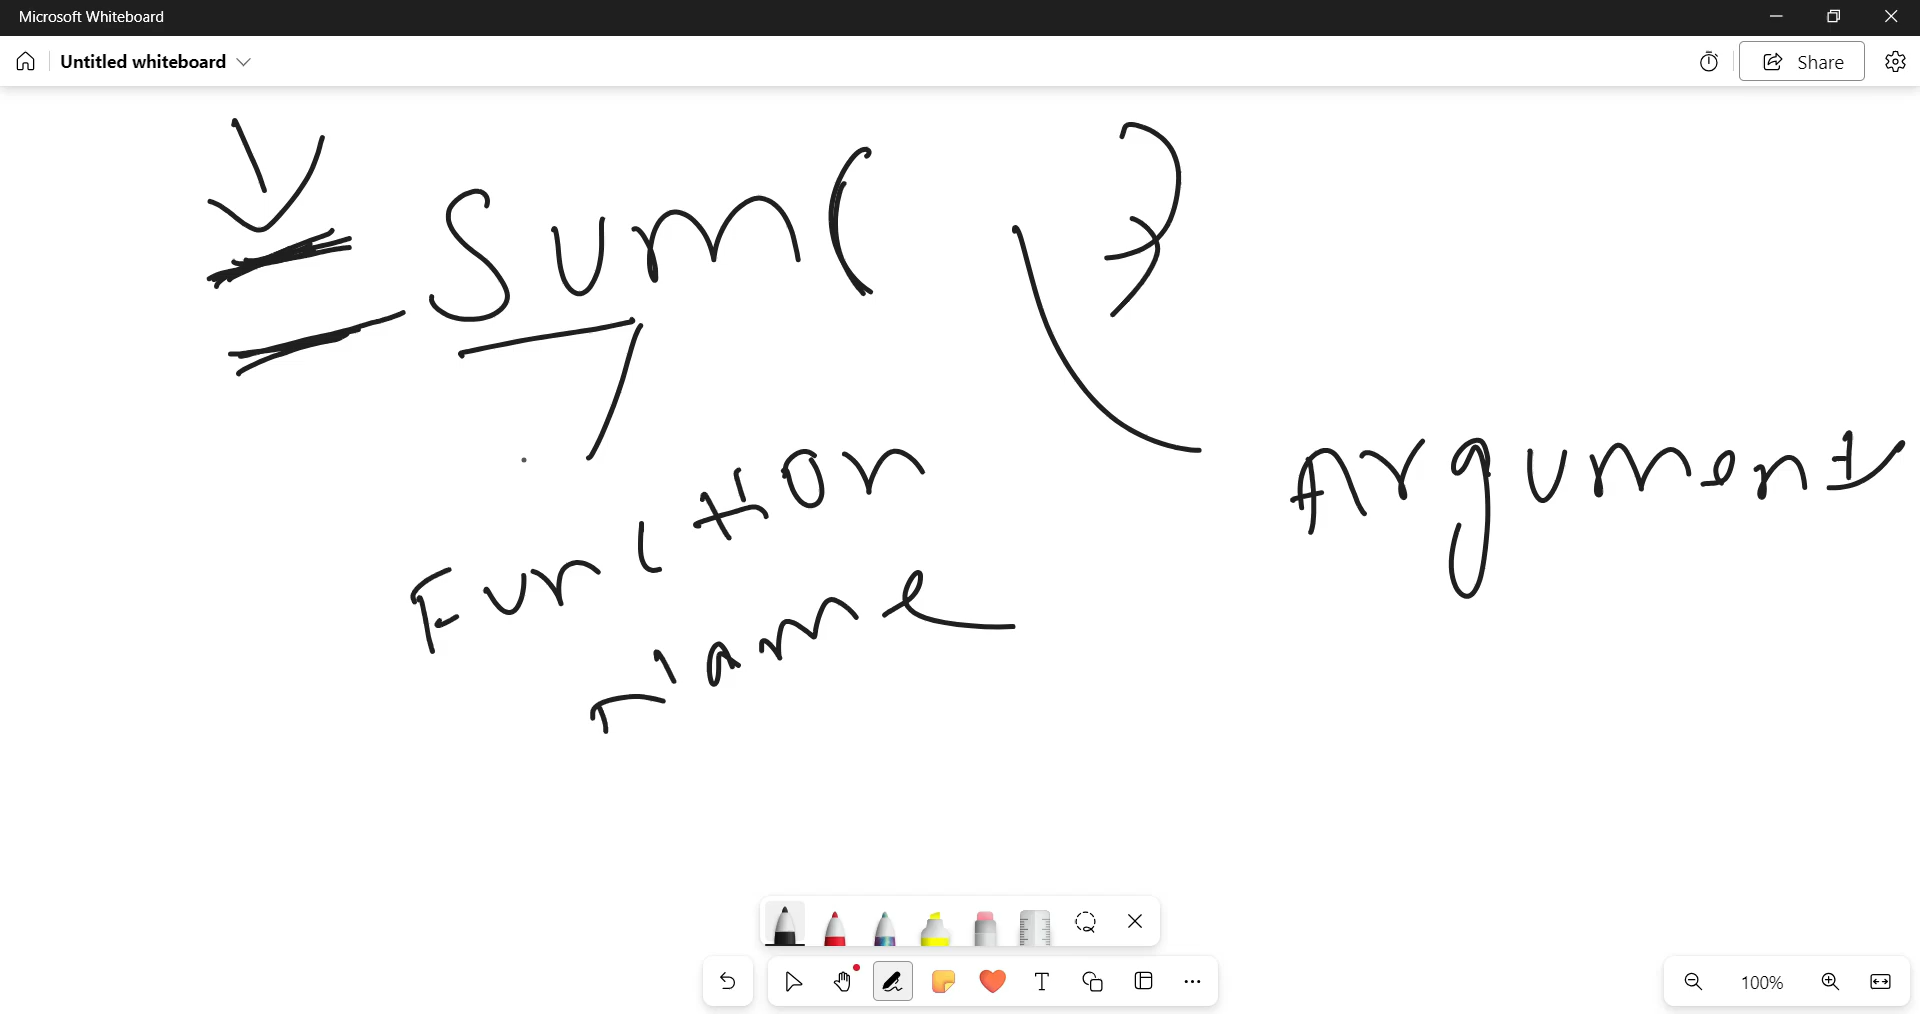 Microsoft Whiteboard
Untitled whiteboard
Share
= Sum( )
Function
name
Argument
100%